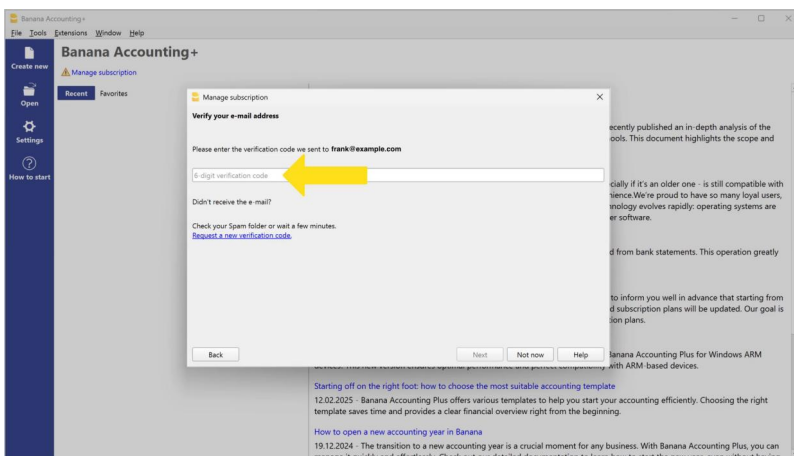 Banana Accounting+
File Tools Extensions Window Help
Create new
Open
Settings
How to start
Banana Accounting+
Manage subscription
Recent Favorites
Manage subscription
Verify your e-mail address
Please enter the verification code we sent to frank@example.com
6-digit verification code
Didn't receive the e-mail?
Check your Spam folder or wait a few minutes.
Request a new verification code.
Back Next Not now Help
ecently published an in-depth analysis of the
ools. This document highlights the scope and
cially if it's an older one - is still compatible with
nience.We're proud to have so many loyal users,
nology evolves rapidly: operating systems are
er software.
d from bank statements. This operation greatly
to inform you well in advance that starting from
d subscription plans will be updated. Our goal is
tion plans.
Banana Accounting Plus for Windows ARM
devices. This new version ensures optimal performance and perfect compatibility with ARM-based devices.
Starting off on the right foot: how to choose the most suitable accounting template
12.02.2025 - Banana Accounting Plus offers various templates to help you start your accounting efficiently. Choosing the right
template saves time and provides a clear financial overview right from the beginning.
How to open a new accounting year in Banana
19.12.2024 - The transition to a new accounting year is a crucial moment for any business. With Banana Accounting Plus, you can